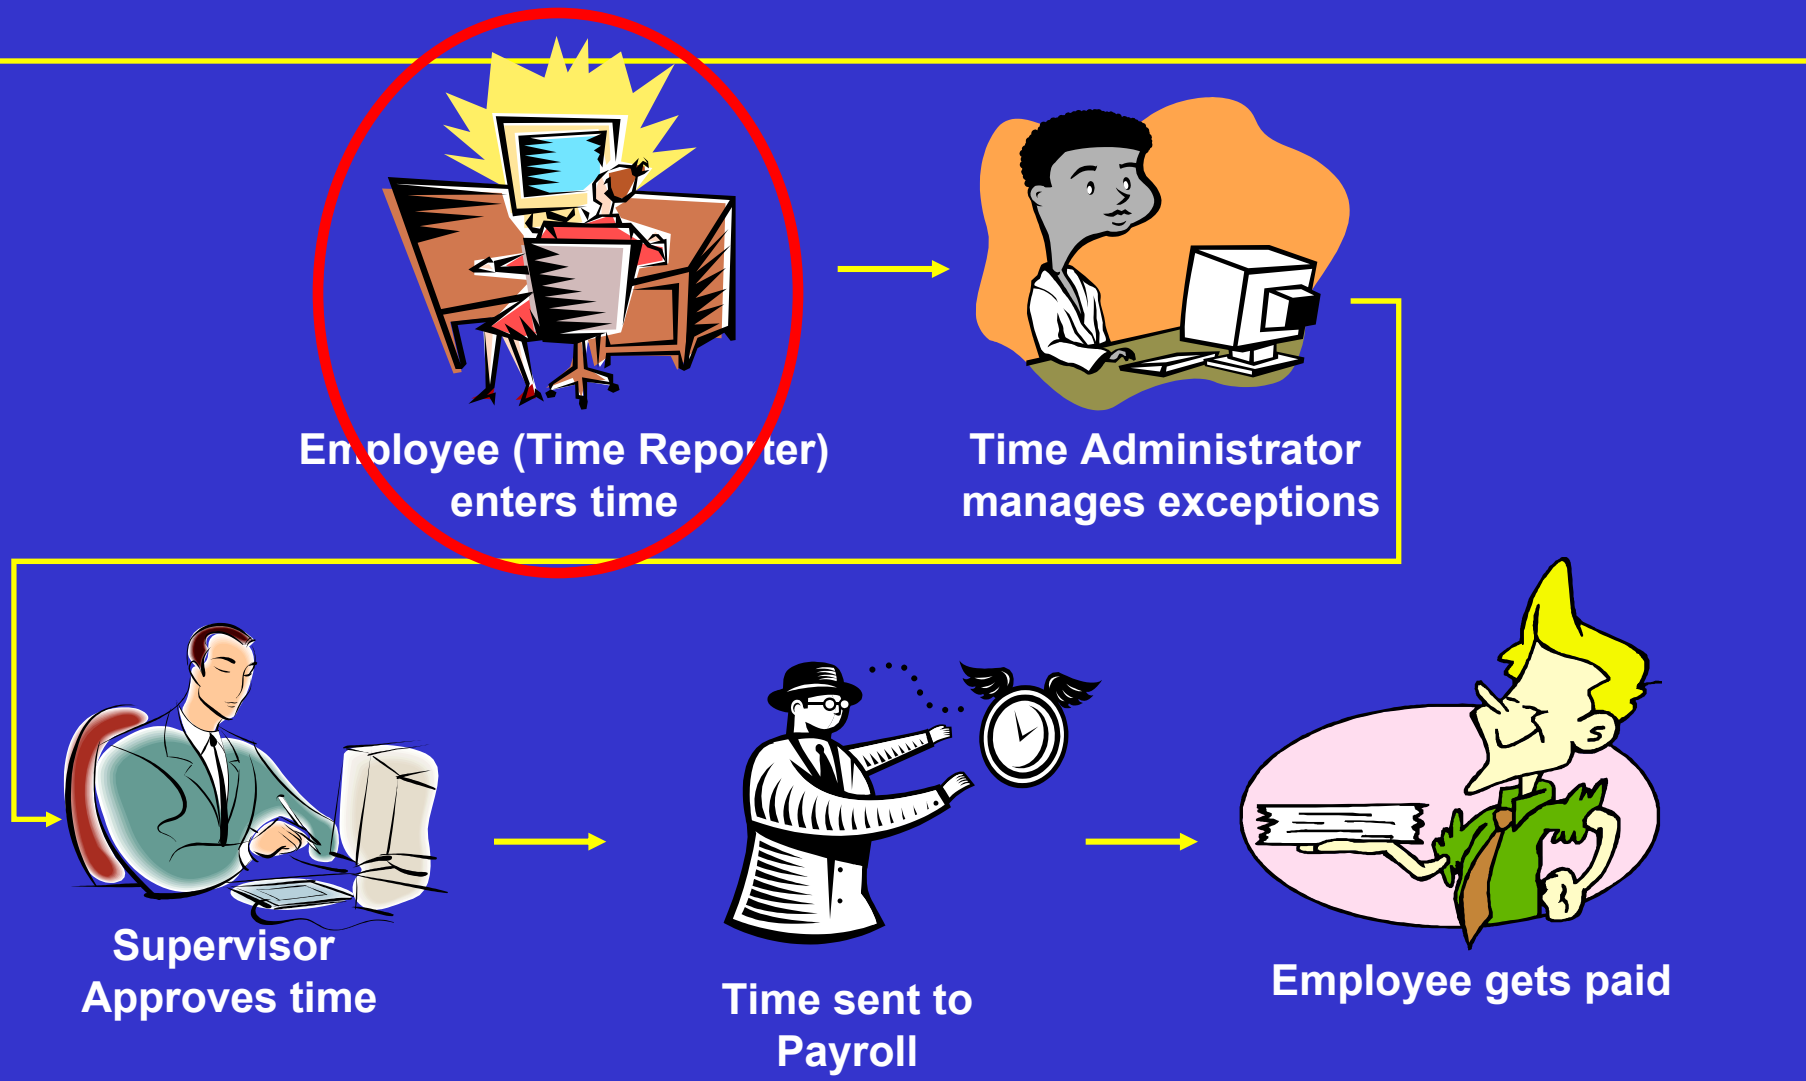 Employee (Time Reporter)
enters time
Time Administrator
manages exceptions
Supervisor
Approves time
Time sent to
Payroll
Employee gets paid